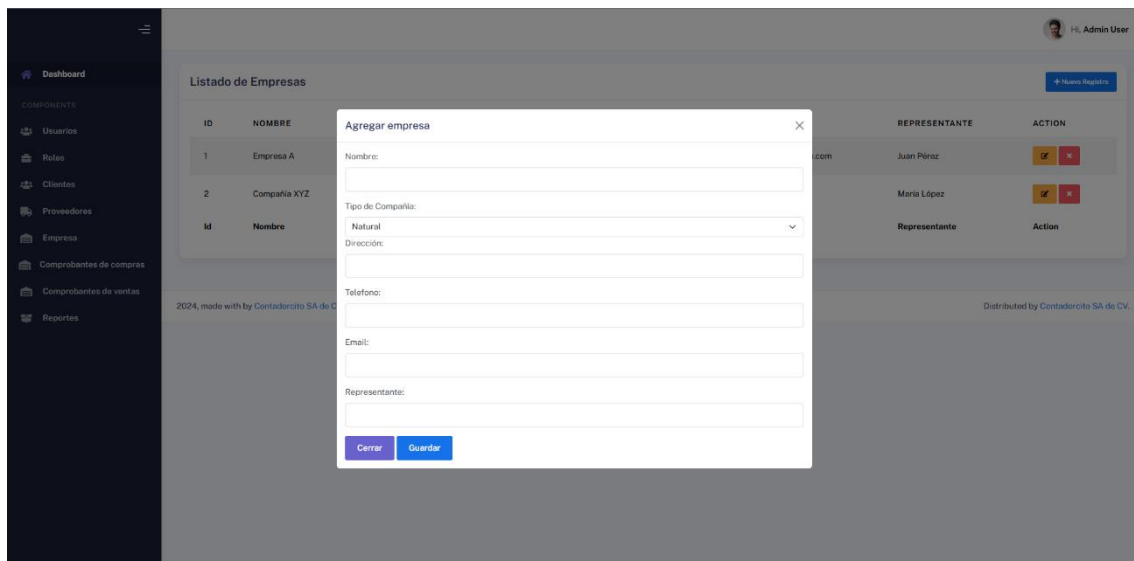 Hi, Admin User
Dashboard
COMPONENTS
Usuarios
Roles
Clientes
Proveedores
Empresa
Comprobantes de compras
Comprobantes de ventas
Reportes
Listado de Empresas
+ Nuevo Registro
ID NOMBRE REPRESENTANTE ACTION
1 Empresa A .com Juan Pérez
2 Compañía XYZ María López
Id Nombre Representante Action
Agregar empresa
Nombre:
Tipo de Compañía:
Natural
Dirección:
Telefono:
Email:
Representante:
Cerrar Guardar
2024, made with by Contadorcito SA de C
Distributed by Contadorcito SA de CV.